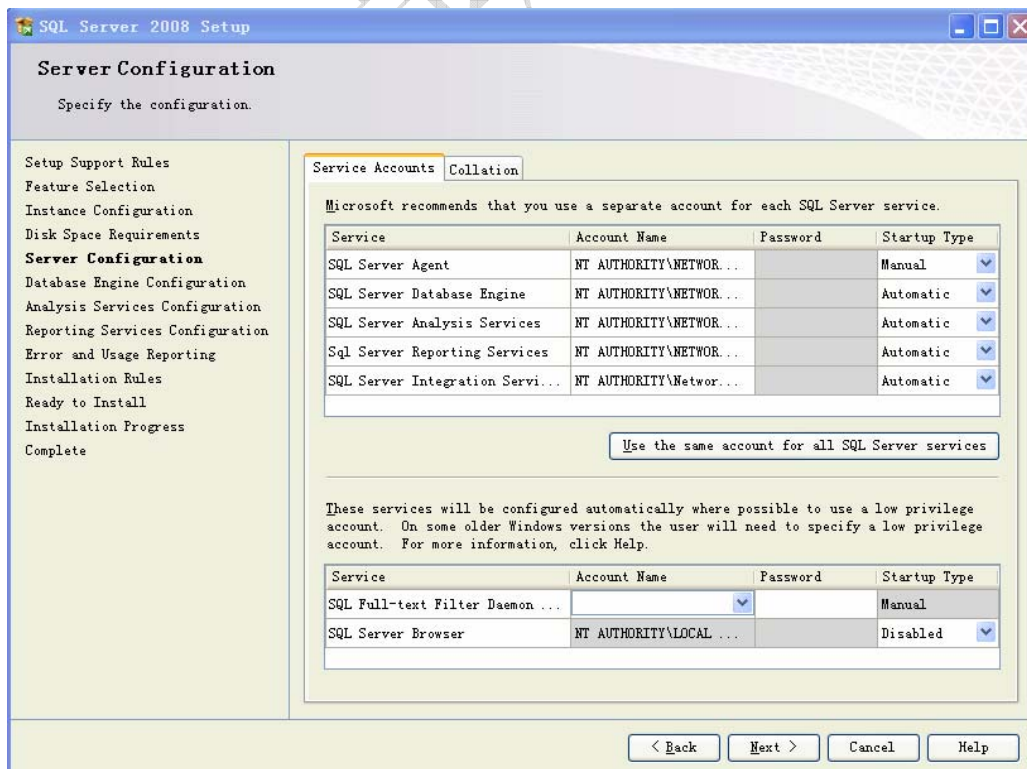 SQL Server 2008 Setup
Server Configuration
Specify the configuration.
Setup Support Rules
Feature Selection
Instance Configuration
Disk Space Requirements
Server Configuration
Database Engine Configuration
Analysis Services Configuration
Reporting Services Configuration
Error and Usage Reporting
Installation Rules
Ready to Install
Installation Progress
Complete
Service Accounts Collation
Microsoft recommends that you use a separate account for each SQL Server service.
Service Account Name Password Startup Type
SQL Server Agent NT AUTHORITY\NETWOR... Manual
SQL Server Database Engine NT AUTHORITY\NETWOR... Automatic
SQL Server Analysis Services NT AUTHORITY\NETWOR... Automatic
Sql Server Reporting Services NT AUTHORITY\NETWOR... Automatic
SQL Server Integration Servi... NT AUTHORITY\Networ... Automatic
Use the same account for all SQL Server services
These services will be configured automatically where possible to use a low privilege
account. On some older Windows versions the user will need to specify a low privilege
account. For more information, click Help.
Service Account Name Password Startup Type
SQL Full-text Filter Daemon ... Manual
SQL Server Browser NT AUTHORITY\LOCAL ... Disabled
< Back Next > Cancel Help